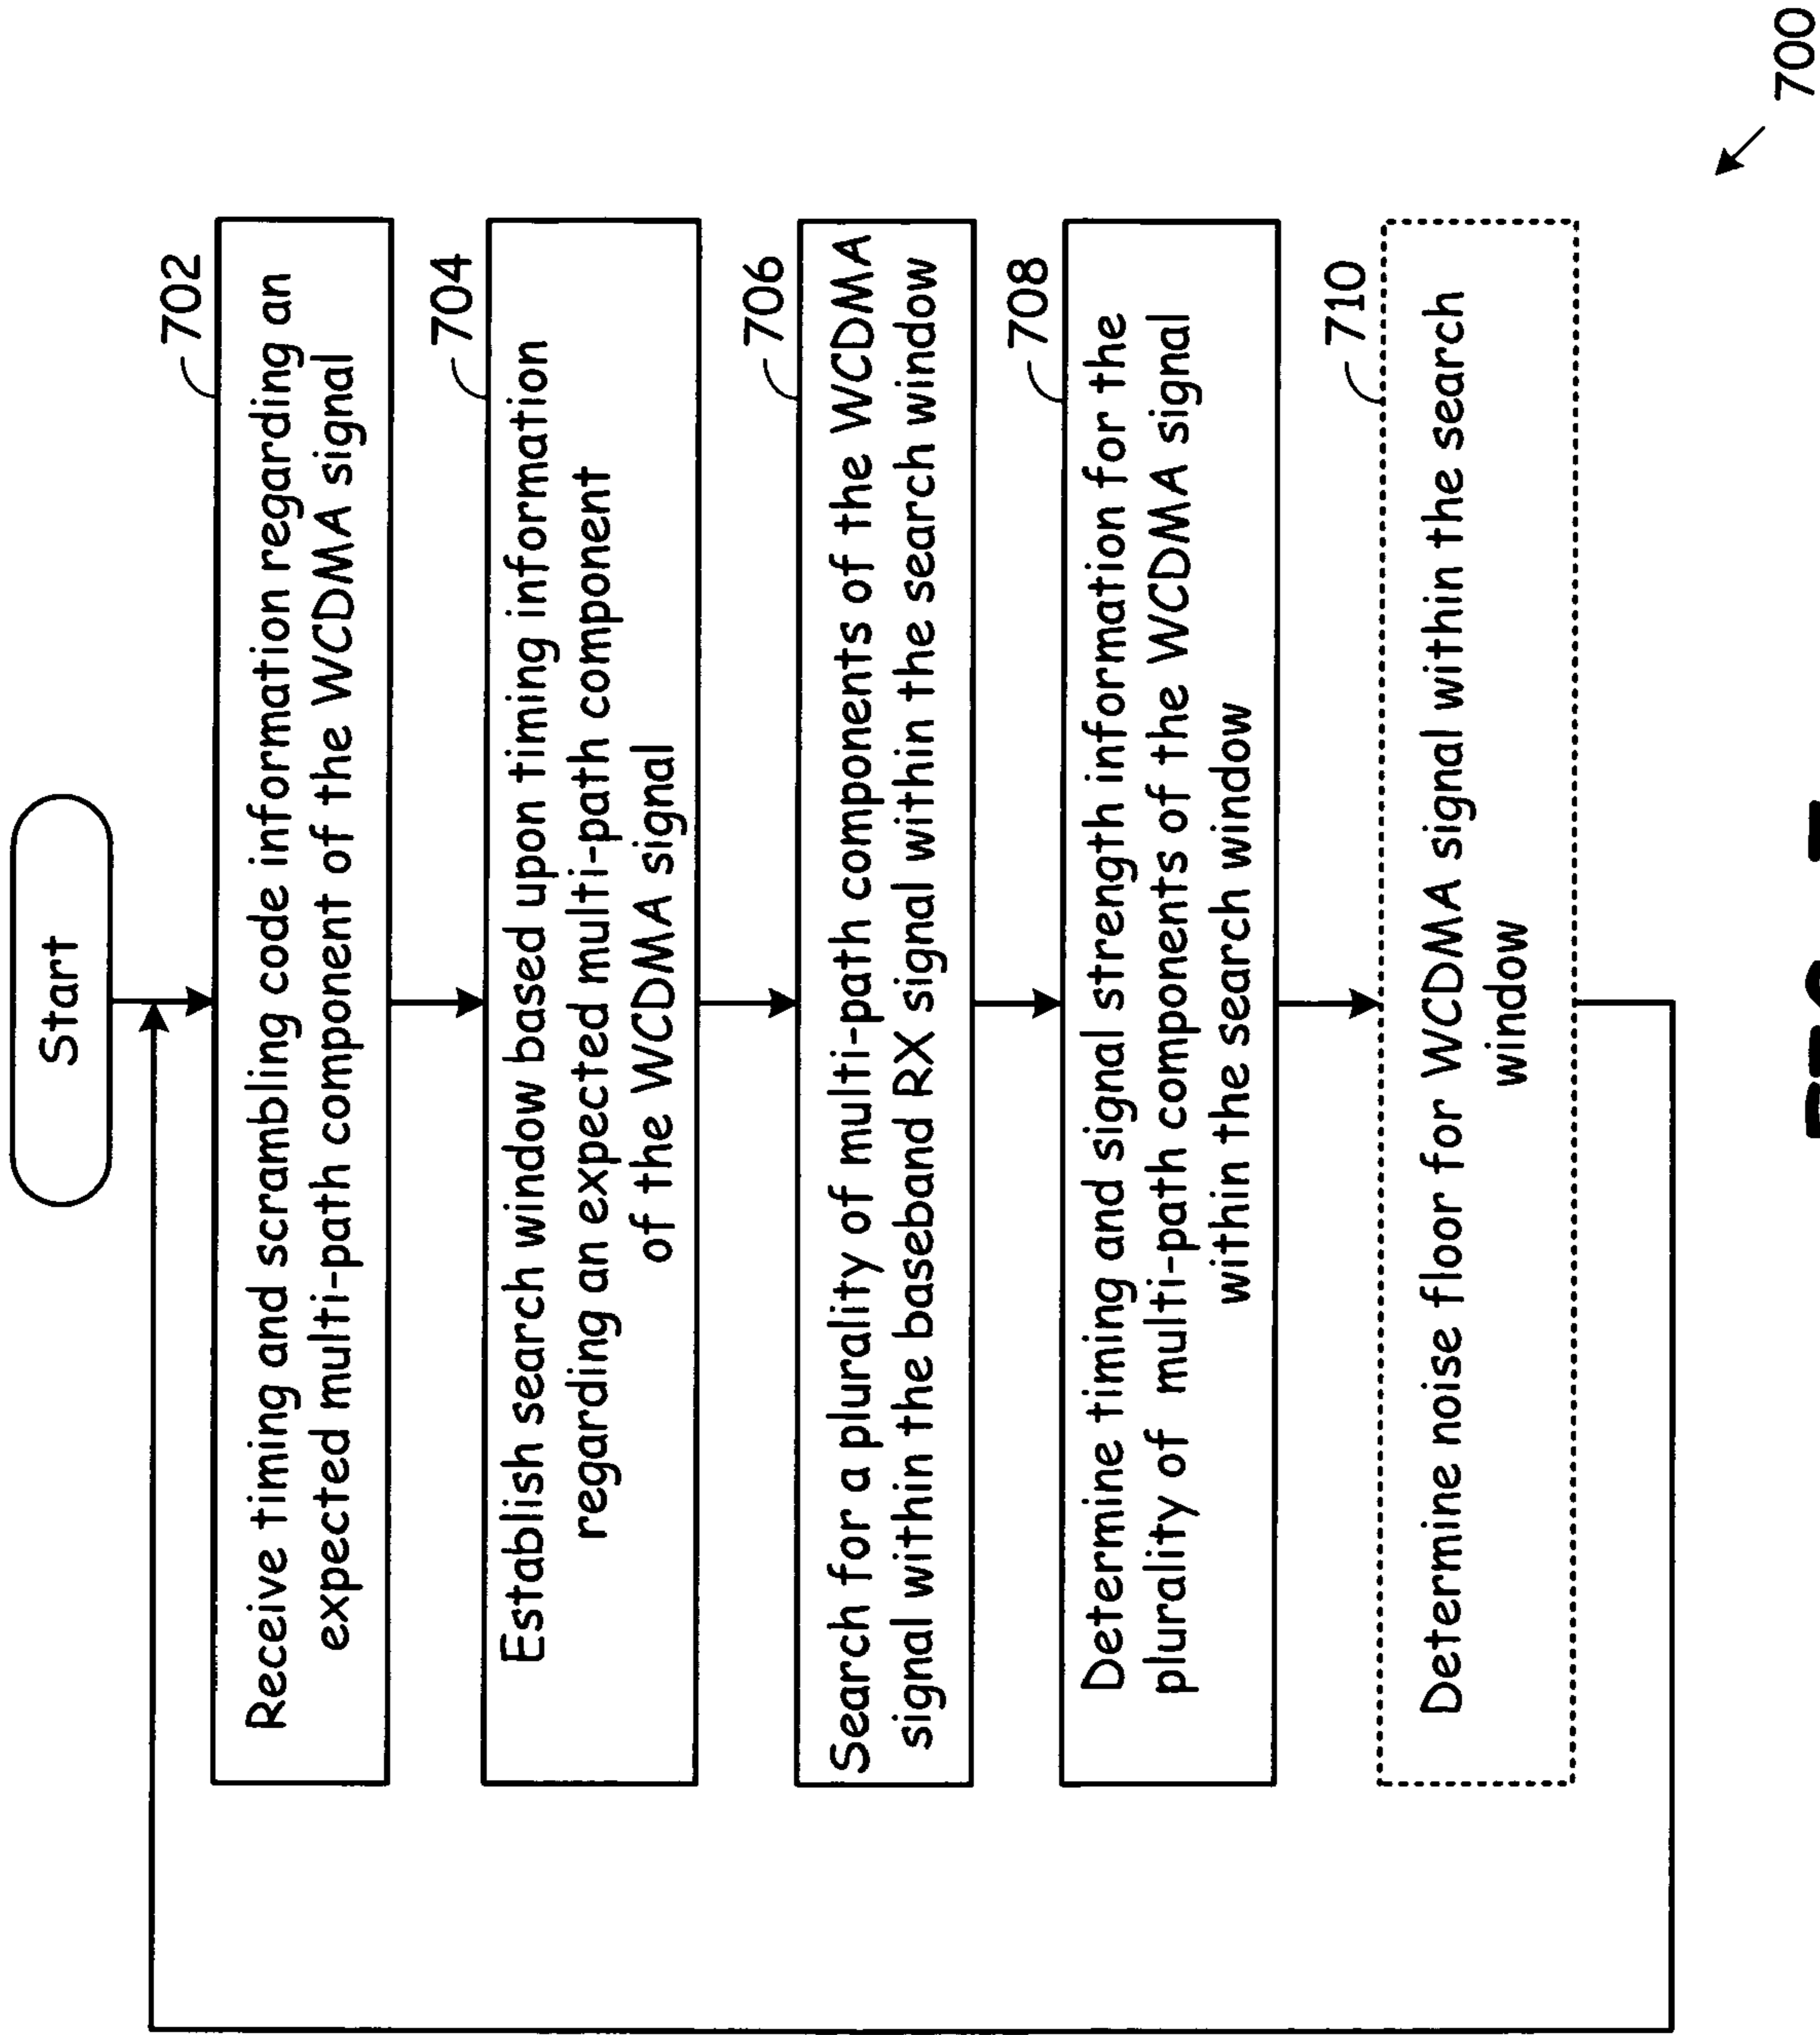 Start
702
Receive timing and scrambling code information regarding an
expected multi-path component of the WCDMA signal
704
Establish search window based upon timing information
regarding an expected multi-path component
of the WCDMA signal
706
Search for a plurality of multi-path components of the WCDMA
signal within the baseband RX signal within the search window
708
Determine timing and signal strength information for the
plurality of multi-path components of the WCDMA signal
within the search window
710
Determine noise floor for WCDMA signal within the search
window
700